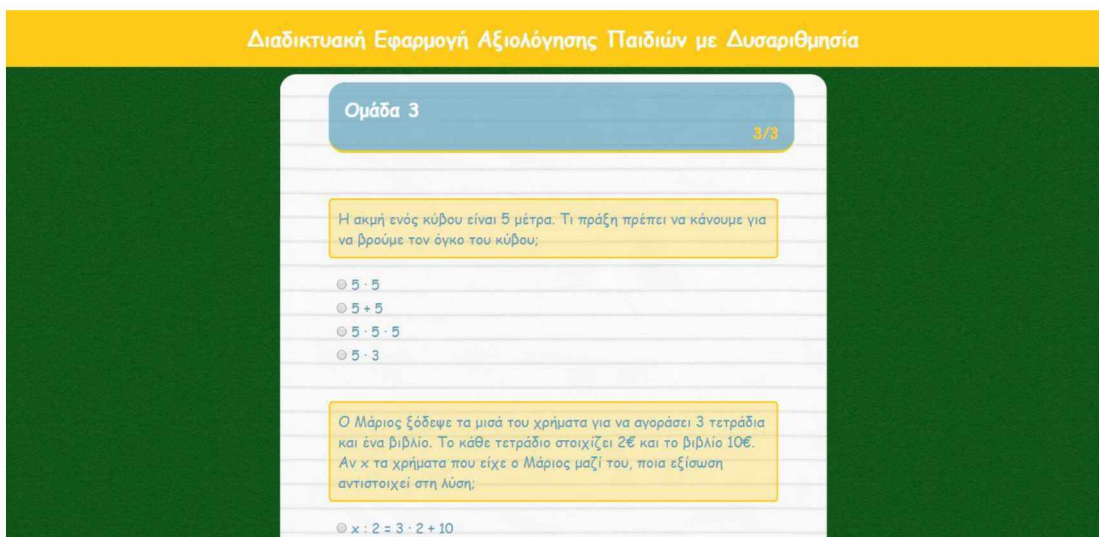 Διαδικτυακή Εφαρμογή Αξιολόγησης Παιδιών με Δυσαριθμησία
Ομάδα 3
3/3
Η ακμή ενός κύβου είναι 5 μέτρα. Τι πράξη πρέπει να κάνουμε για
να βρούμε τον όγκο του κύβου;
5 · 5
5 + 5
5 · 5 · 5
5 · 3
Ο Μάριος ξόδεψε τα μισά του χρήματα για να αγοράσει 3 τετράδια
και ένα βιβλίο. Το κάθε τετράδιο στοιχίζει 2€ και το βιβλίο 10€.
Αν x τα χρήματα που είχε ο Μάριος μαζί του, ποια εξίσωση
αντιστοιχεί στη λύση;
x : 2 = 3 · 2 + 10